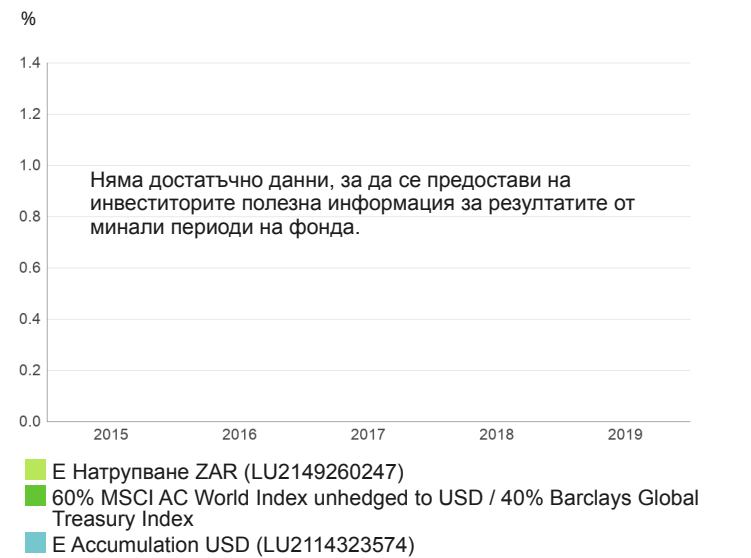 %
1.4
1.2
1.0
Няма достатъчно данни, за да се предостави на
инвеститорите полезна информация за резултатите от
минали периоди на фонда.
0.8
0.6
0.4
0.2
0.0
2015 2016 2017 2018 2019
E Натрупване ZAR (LU2149260247)
60% MSCI AC World Index unhedged to USD / 40% Barclays Global
Treasury Index
E Accumulation USD (LU2114323574)